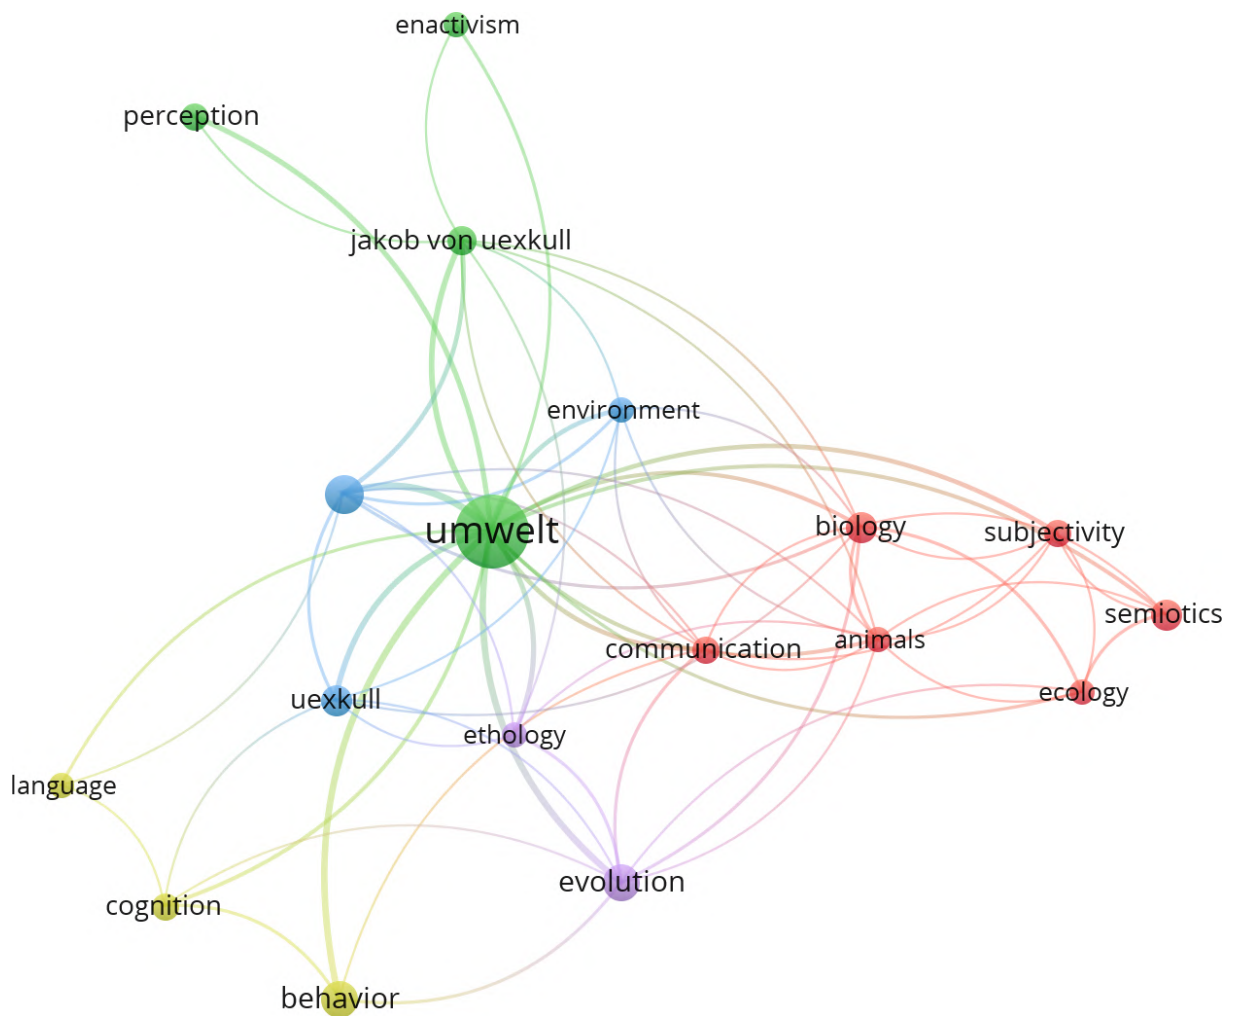 enactivism
perception
jakob von uexkull
environment
umwelt
biology
subjectivity
semiotics
communication
animals
ecology
uexkull
ethology
language
evolution
cognition
behavior